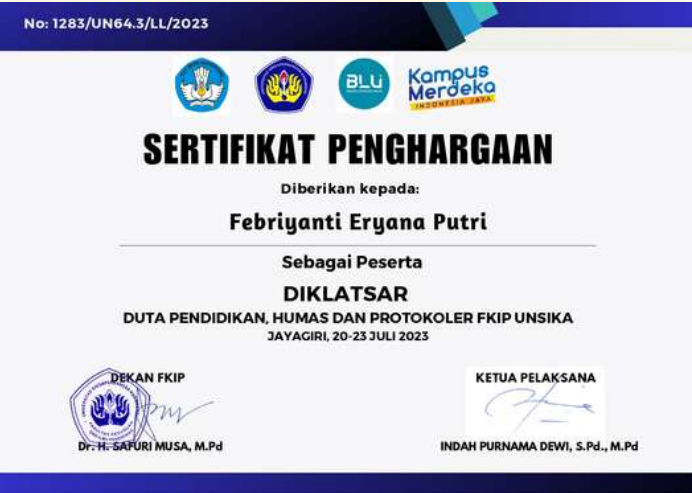 No: 1283/UN64.3/LL/2023
BLU
Kampus
Merdeka
INDONESIA JAYA
SERTIFIKAT PENGHARGAAN
Diberikan kepada:
Febriyanti Eryana Putri
Sebagai Peserta
DIKLATSAR
DUTA PENDIDIKAN, HUMAS DAN PROTOKOLER FKIP UNSIKA
JAYAGIRI, 20-23 JULI 2023
DEKAN FKIP
KETUA PELAKSANA
Dr. H. SAFURI MUSA, M.Pd
INDAH PURNAMA DEWI, S.Pd., M.Pd